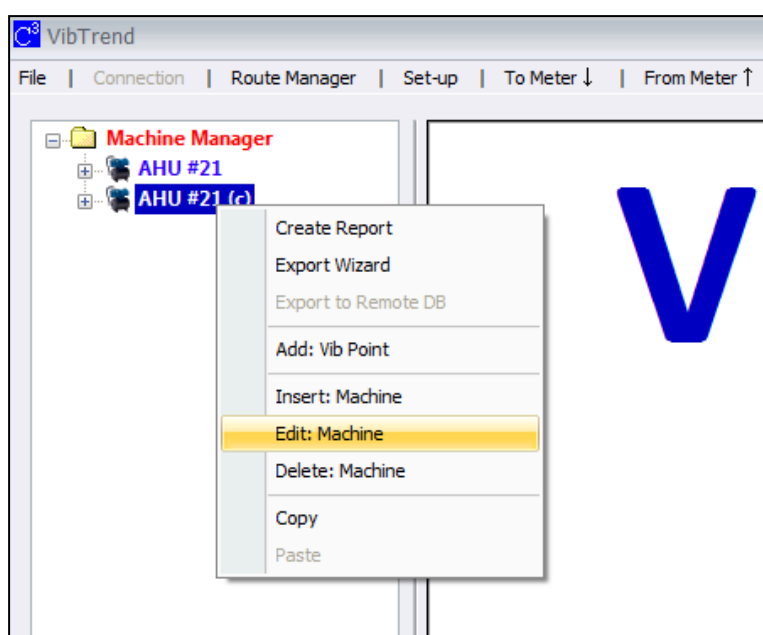 C³ VibTrend
File | Connection | Route Manager | Set-up | To Meter ↓ | From Meter ↑
Machine Manager
AHU #21
AHU #21 (c)
Create Report
Export Wizard
Export to Remote DB
Add: Vib Point
Insert: Machine
Edit: Machine
Delete: Machine
Copy
Paste
V